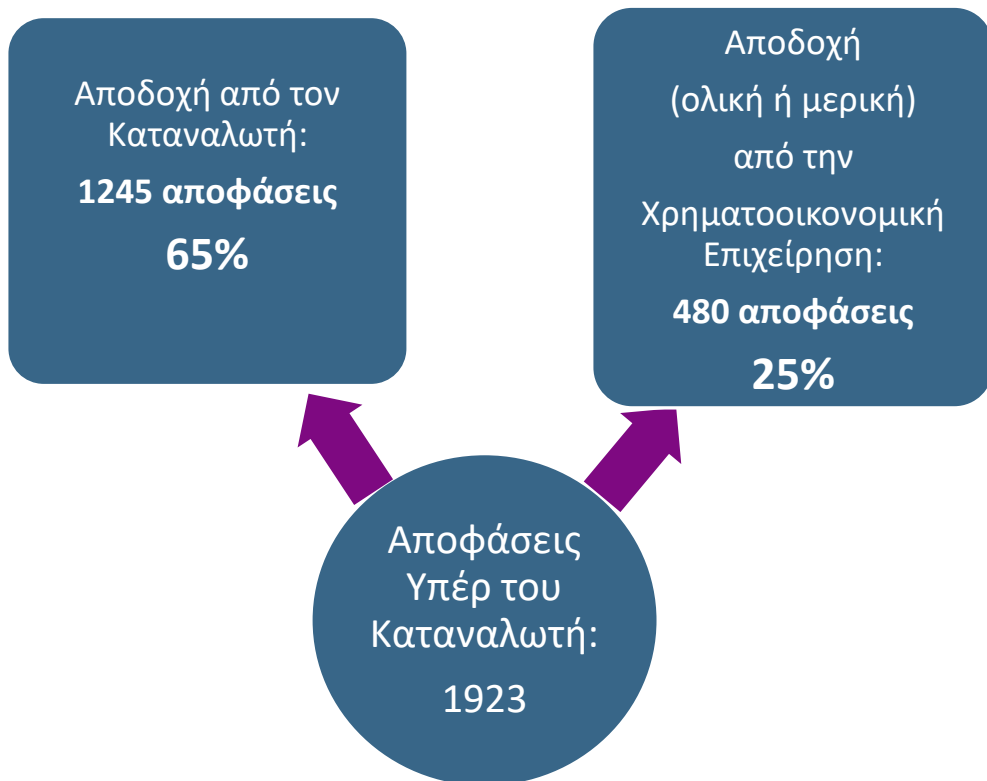 Αποδοχή από τον
Καταναλωτή:
1245 αποφάσεις
65%
Αποδοχή
(ολική ή μερική)
από την
Χρηματοοικονομική
Επιχείρηση:
480 αποφάσεις
25%
Αποφάσεις
Υπέρ του
Καταναλωτή:
1923